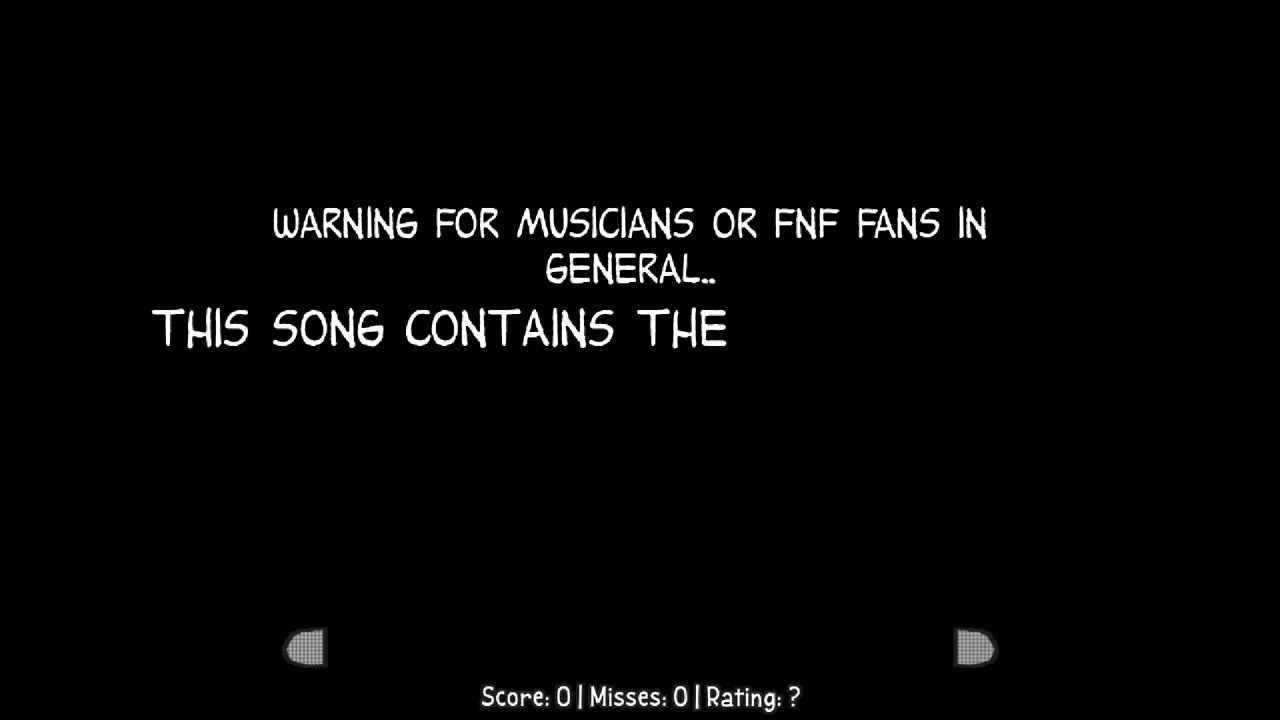 WARNING FOR MUSICIANS OR FNF FANS IN
GENERAL..
THIS SONG CONTAINS THE
Score: 0 | Misses: 0 | Rating: ?